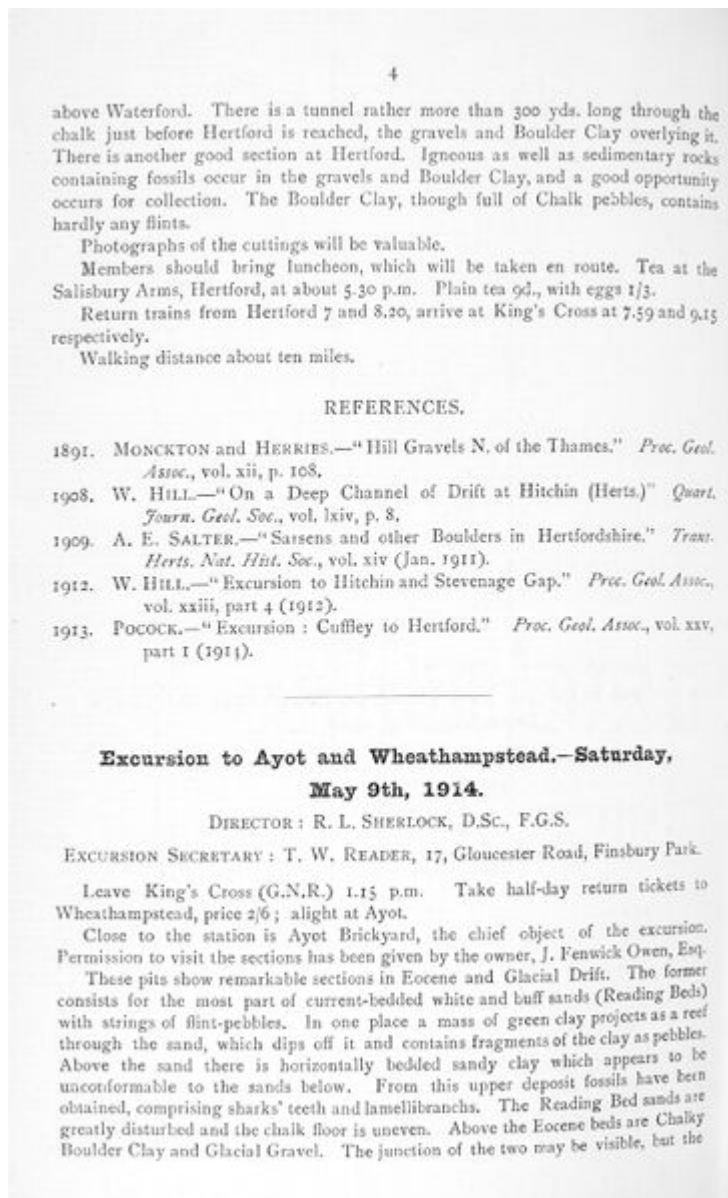 4
above Waterford. There is a tunnel rather more than 300 yds. long through the
chalk just before Hertford is reached, the gravels and Boulder Clay overlying it.
There is another good section at Hertford. Igneous as well as sedimentary rocks
containing fossils occur in the gravels and Boulder Clay, and a good opportunity
occurs for collection. The Boulder Clay, though full of Chalk pebbles, contains
hardly any flints.
Photographs of the cuttings will be valuable.
Members should bring luncheon, which will be taken en route. Tea at the
Salisbury Arms, Hertford, at about 5.30 p.m. Plain tea 9d., with eggs 1/3.
Return trains from Hertford 7 and 8.20, arrive at King's Cross at 7.59 and 9.15
respectively.
Walking distance about ten miles.
REFERENCES.
1891. MONCKTON and HERRIES.—"Hill Gravels N. of the Thames." Proc. Geol.
Assoc., vol. xii, p. 108.
1908. W. HILL.—"On a Deep Channel of Drift at Hitchin (Herts.)" Quart.
Journ. Geol. Soc., vol. lxiv, p. 8.
1909. A. E. SALTER.—"Sarsens and other Boulders in Hertfordshire." Trans.
Herts. Nat. Hist. Soc., vol. xiv (Jan. 1911).
1912. W. HILL.—"Excursion to Hitchin and Stevenage Gap." Proc. Geol. Assoc.,
vol. xxiii, part 4 (1912).
1913. POCOCK.—"Excursion : Cuffley to Hertford." Proc. Geol. Assoc., vol. xxv,
part 1 (1914).
Excursion to Ayot and Wheathampstead.—Saturday,
May 9th, 1914.
DIRECTOR : R. L. SHERLOCK, D.SC., F.G.S.
EXCURSION SECRETARY : T. W. READER, 17, Gloucester Road, Finsbury Park.
Leave King's Cross (G.N.R.) 1.15 p.m. Take half-day return tickets to
Wheathampstead, price 2/6 ; alight at Ayot.
Close to the station is Ayot Brickyard, the chief object of the excursion.
Permission to visit the sections has been given by the owner, J. Fenwick Owen, Esq.
These pits show remarkable sections in Eocene and Glacial Drift. The former
consists for the most part of current-bedded white and buff sands (Reading Beds)
with strings of flint-pebbles. In one place a mass of green clay projects as a reef
through the sand, which dips off it and contains fragments of the clay as pebbles.
Above the sand there is horizontally bedded sandy clay which appears to be
unconformable to the sands below. From this upper deposit fossils have been
obtained, comprising sharks' teeth and lamellibranchs. The Reading Bed sands are
greatly disturbed and the chalk floor is uneven. Above the Eocene beds are Chalky
Boulder Clay and Glacial Gravel. The junction of the two may be visible, but the